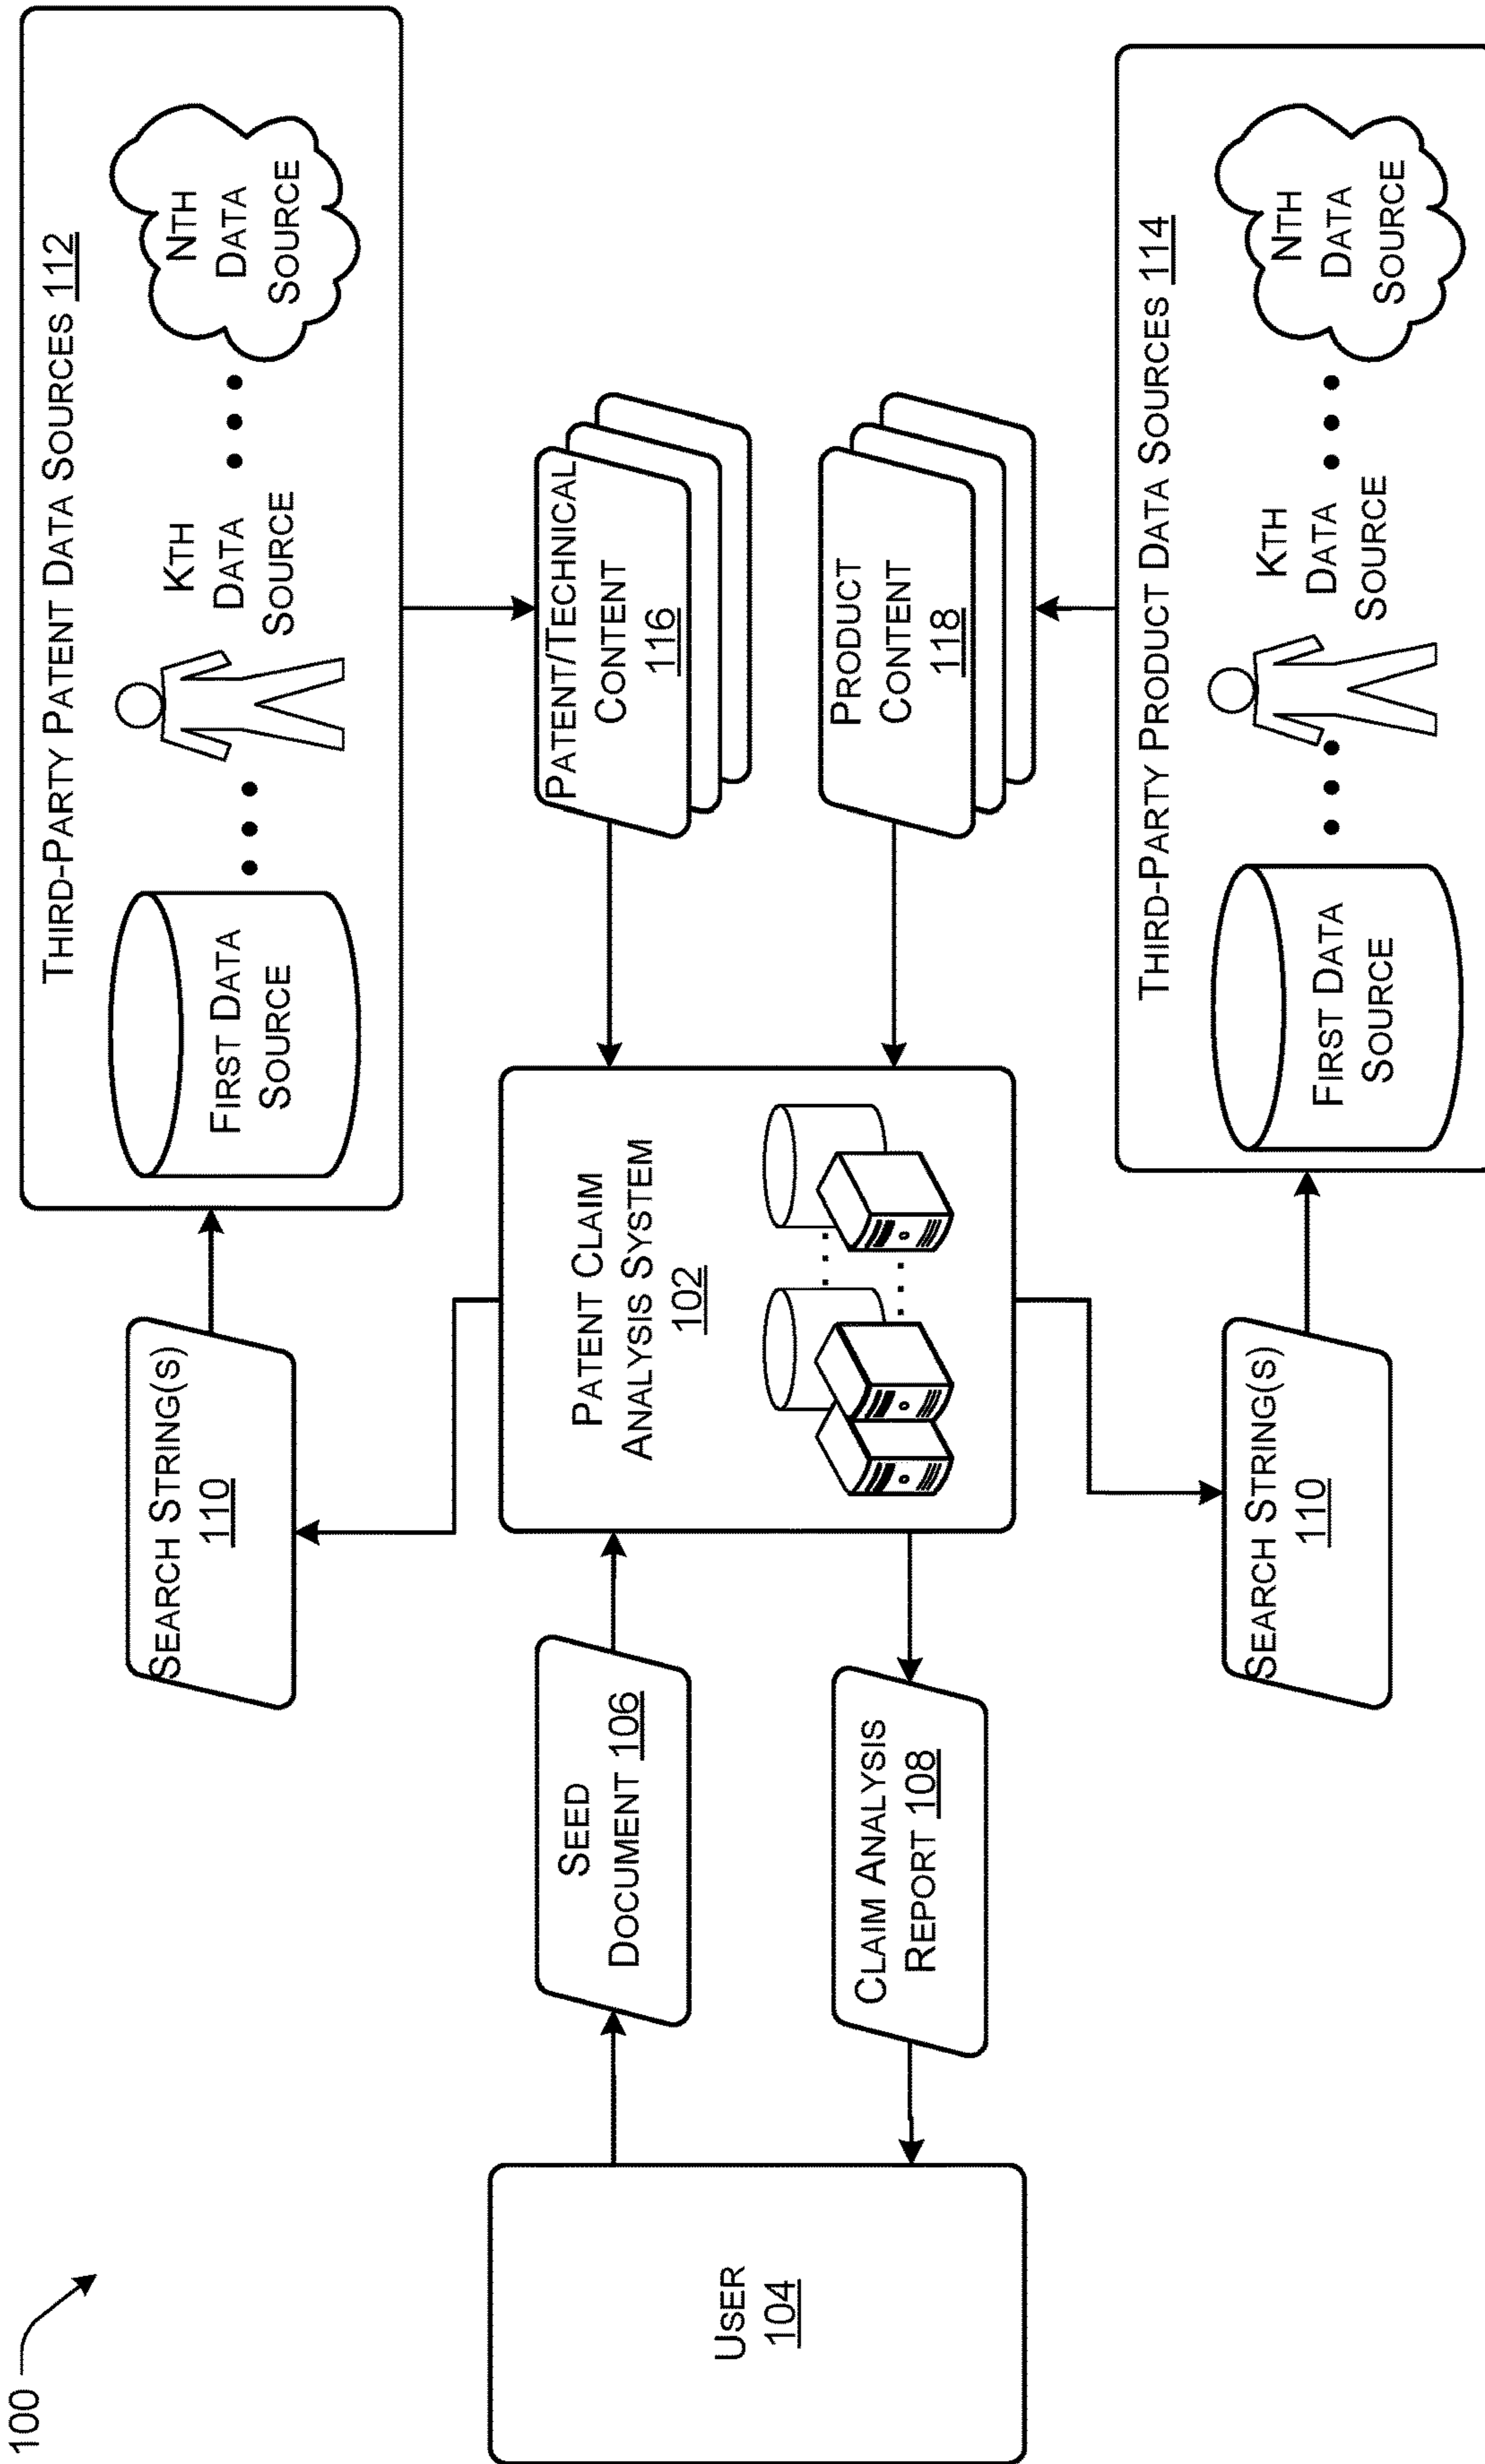 100
THIRD-PARTY PATENT DATA SOURCES 112
FIRST DATA
SOURCE
KTH
DATA
SOURCE
NTH
DATA
SOURCE
SEARCH STRING(S)
110
USER
104
SEED
DOCUMENT 106
CLAIM ANALYSIS
REPORT 108
PATENT CLAIM
ANALYSIS SYSTEM
102
PATENT/TECHNICAL
CONTENT
116
PRODUCT
CONTENT
118
SEARCH STRING(S)
110
THIRD-PARTY PRODUCT DATA SOURCES 114
FIRST DATA
SOURCE
KTH
DATA
SOURCE
NTH
DATA
SOURCE